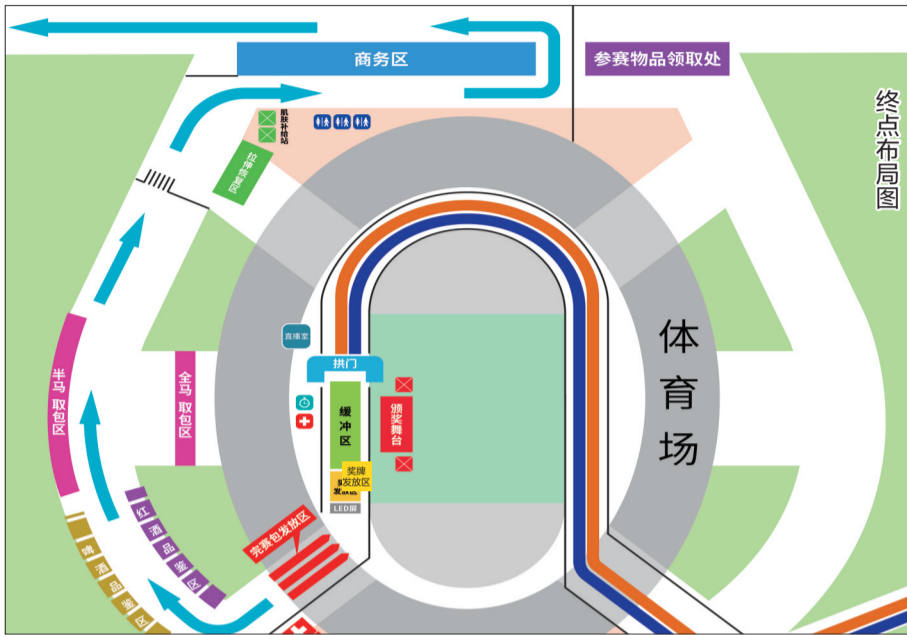 商务区
参赛物品领取处
终点布局图
肌肤补给站
拉伸恢复区
体育场
直播室
拱门
半马 取包区
全马 取包区
缓冲区
颁奖舞台
奖牌
发放区
发放区
LED屏
完赛包发放区
红酒品鉴区
啤酒品鉴区